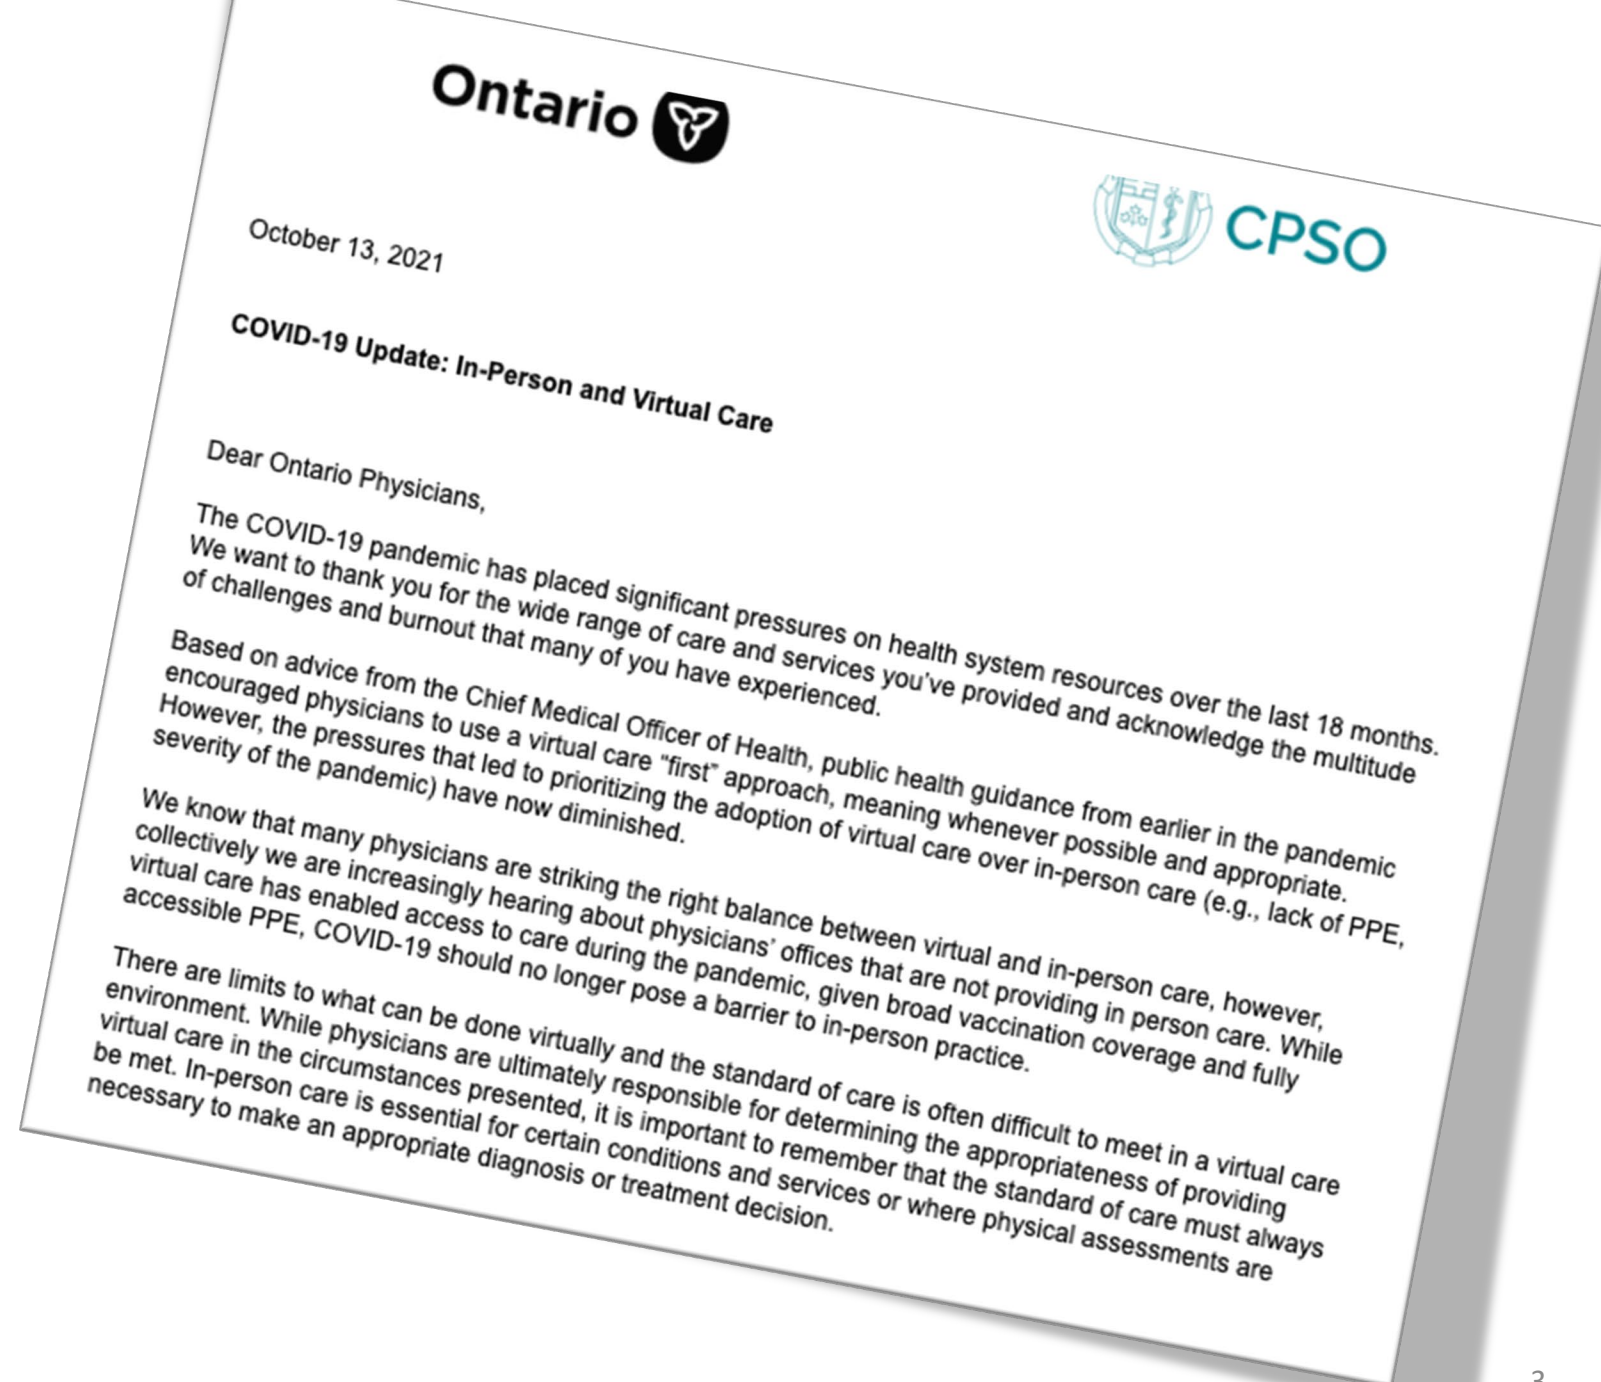 Ontario
CPSO
October 13, 2021
COVID-19 Update: In-Person and Virtual Care
Dear Ontario Physicians,
The COVID-19 pandemic has placed significant pressures on health system resources over the last 18 months.
We want to thank you for the wide range of care and services you've provided and acknowledge the multitude
of challenges and burnout that many of you have experienced.
Based on advice from the Chief Medical Officer of Health, public health guidance from earlier in the pandemic
encouraged physicians to use a virtual care “first” approach, meaning whenever possible and appropriate.
However, the pressures that led to prioritizing the adoption of virtual care over in-person care (e.g., lack of PPE,
severity of the pandemic) have now diminished.
We know that many physicians are striking the right balance between virtual and in-person care, however,
collectively we are increasingly hearing about physicians' offices that are not providing in person care. While
virtual care has enabled access to care during the pandemic, given broad vaccination coverage and fully
accessible PPE, COVID-19 should no longer pose a barrier to in-person practice.
There are limits to what can be done virtually and the standard of care is often difficult to meet in a virtual care
environment. While physicians are ultimately responsible for determining the appropriateness of providing
virtual care in the circumstances presented, it is important to remember that the standard of care must always
be met. In-person care is essential for certain conditions and services or where physical assessments are
necessary to make an appropriate diagnosis or treatment decision.
3